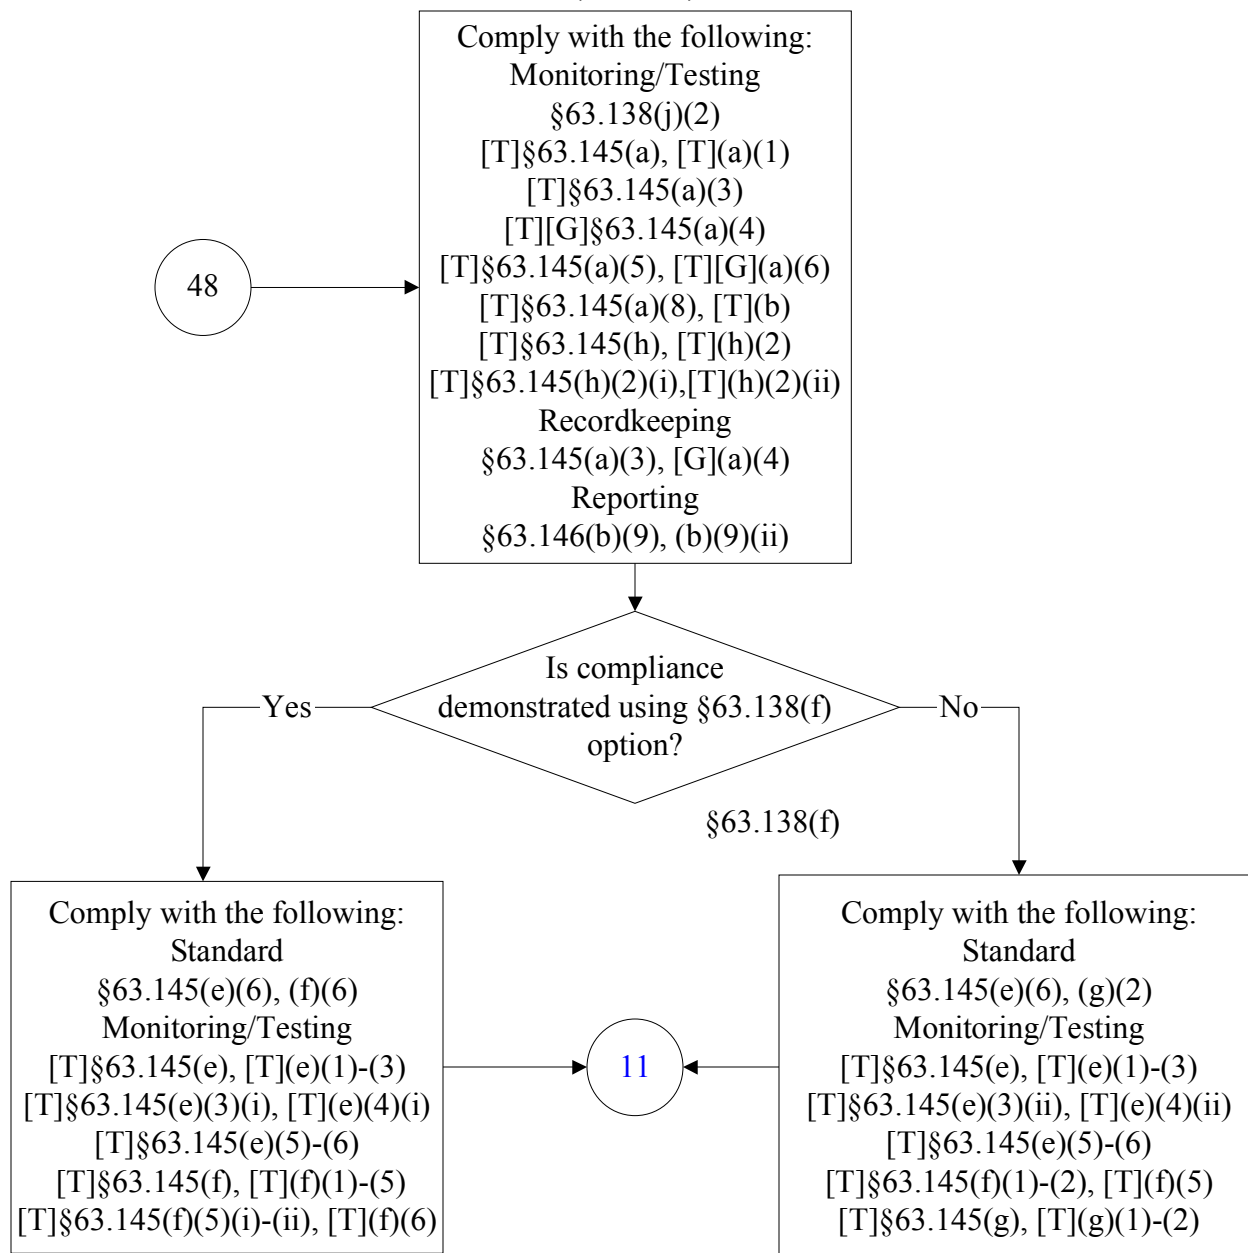 Comply with the following:
Monitoring/Testing
§63.138(j)(2)
[T]§63.145(a), [T](a)(1)
[T]§63.145(a)(3)
[T][G]§63.145(a)(4)
[T]§63.145(a)(5), [T][G](a)(6)
[T]§63.145(a)(8), [T](b)
[T]§63.145(h), [T](h)(2)
[T]§63.145(h)(2)(i),[T](h)(2)(ii)
Recordkeeping
§63.145(a)(3), [G](a)(4)
Reporting
§63.146(b)(9), (b)(9)(ii)
48
Is compliance
demonstrated using §63.138(f)
option?
Yes
No
§63.138(f)
Comply with the following:
Standard
§63.145(e)(6), (f)(6)
Monitoring/Testing
[T]§63.145(e), [T](e)(1)-(3)
[T]§63.145(e)(3)(i), [T](e)(4)(i)
[T]§63.145(e)(5)-(6)
[T]§63.145(f), [T](f)(1)-(5)
[T]§63.145(f)(5)(i)-(ii), [T](f)(6)
11
Comply with the following:
Standard
§63.145(e)(6), (g)(2)
Monitoring/Testing
[T]§63.145(e), [T](e)(1)-(3)
[T]§63.145(e)(3)(ii), [T](e)(4)(ii)
[T]§63.145(e)(5)-(6)
[T]§63.145(f)(1)-(2), [T](f)(5)
[T]§63.145(g), [T](g)(1)-(2)